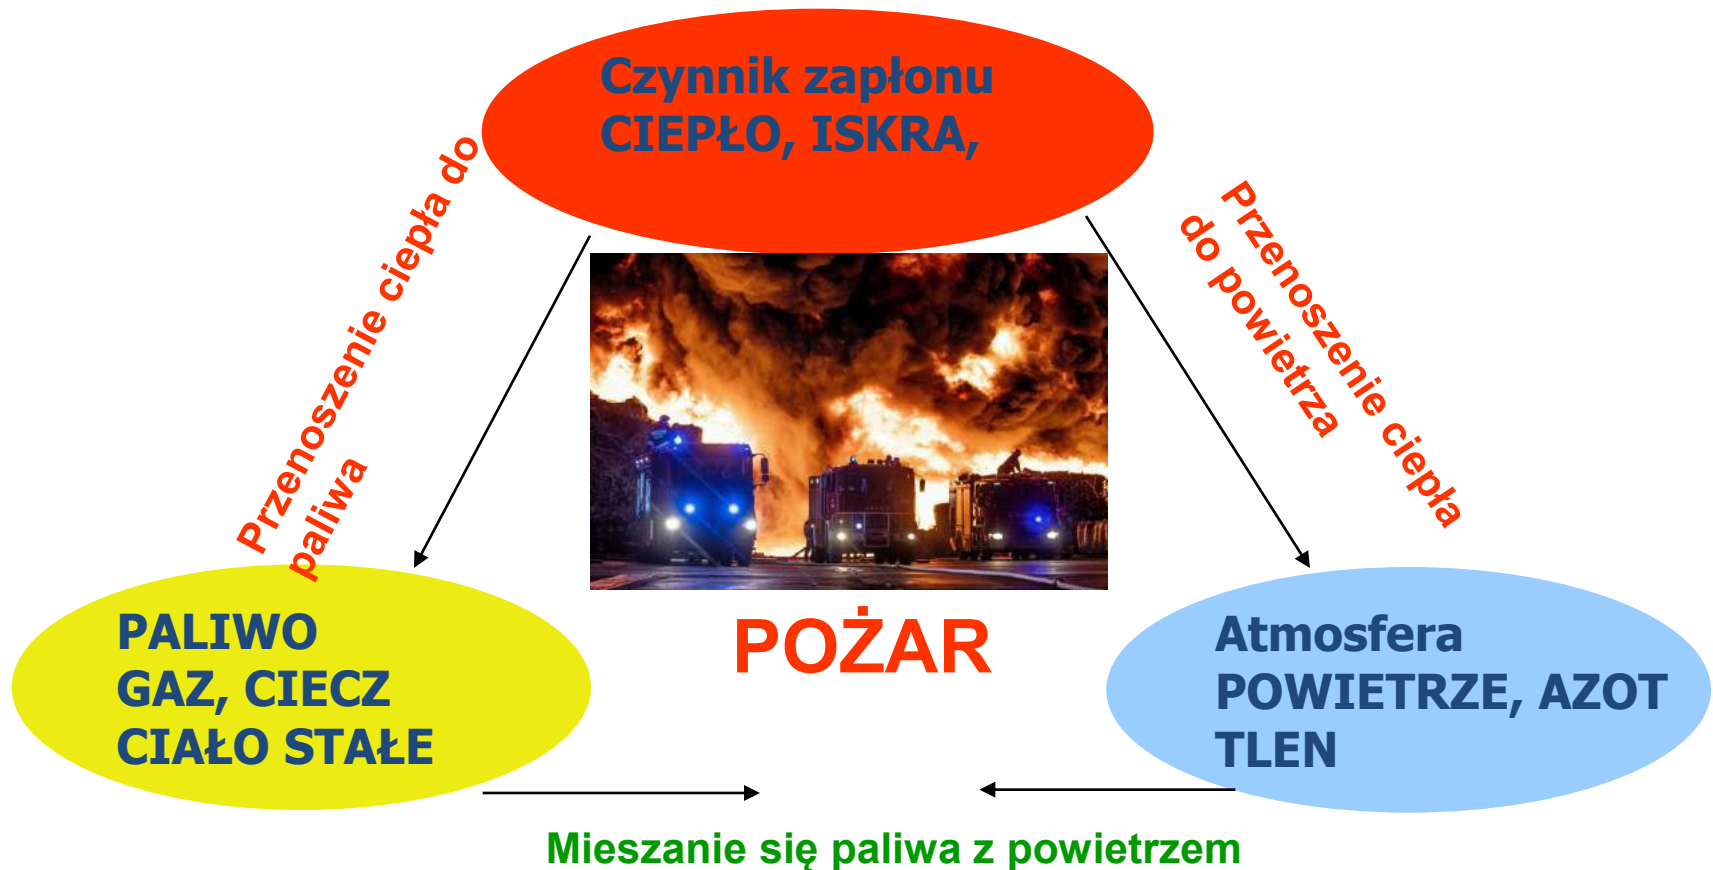 Czynnik zapłonu
CIEPŁO, ISKRA,
Przenoszenie ciepła do
paliwa
Przenoszenie ciepła
do powietrza
PALIWO
GAZ, CIECZ
CIAŁO STAŁE
POŻAR
Atmosfera
POWIETRZE, AZOT
TLEN
Mieszanie się paliwa z powietrzem